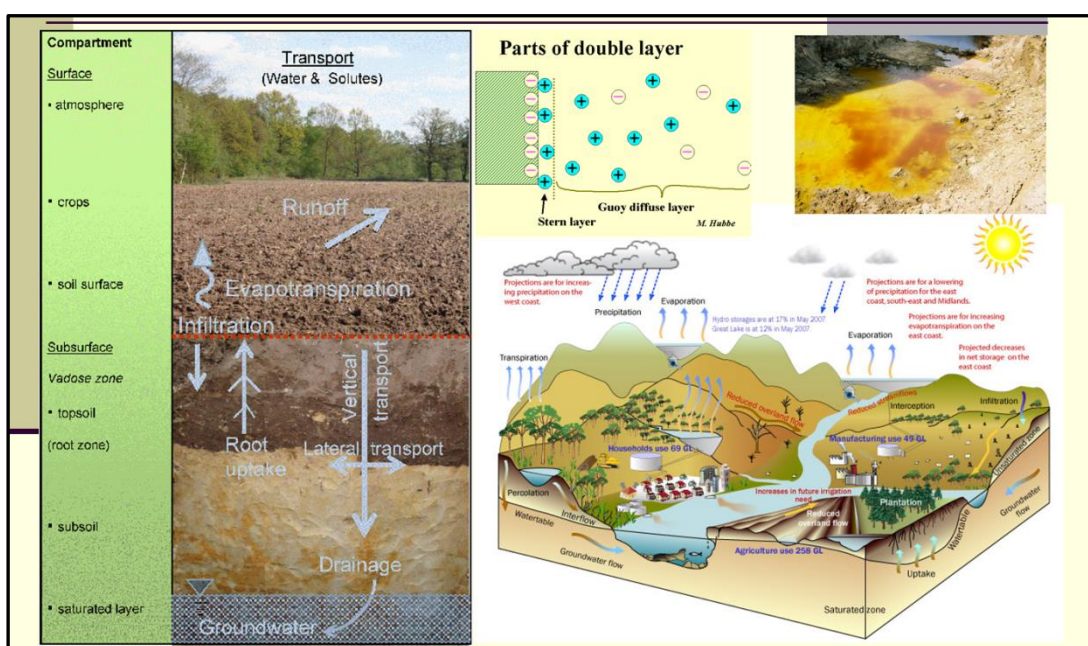 Compartment
Surface
• atmosphere
• crops
• soil surface
Subsurface
Vadose zone
• topsoil
(root zone)
• subsoil
• saturated layer
Transport
(Water & Solutes)
Runoff
Evapotranspiration
Infiltration
Vertical
transport
Root
uptake
Lateral transport
Drainage
Groundwater
Parts of double layer
Stern layer
Guoy diffuse layer
M. Hubbe
Projections are for increas-
ing precipitation on the
west coast.
Precipitation
Evaporation
Hydro storages are at 17% in May 2007
Great Lake is at 12% in May 2007
Projections are for a lowering
of precipitation for the east
coast, south-east and Midlands.
Projections are for increasing
evapotranspiration on the
east coast.
Projected decreases
in net storage on the
east coast
Evaporation
Transpiration
Reduced overland flow
Reduced streamflows
Interception
Infiltration
Households use 69 GL
Manufacturing use 49 GL
Unsaturated zone
Percolation
Watertable
Interflow
Groundwater flow
Increases in future irrigation
need
Reduced
overland flow
Plantation
Agriculture use 258 GL
Watertable
Groundwater
flow
Uptake
Saturated zone